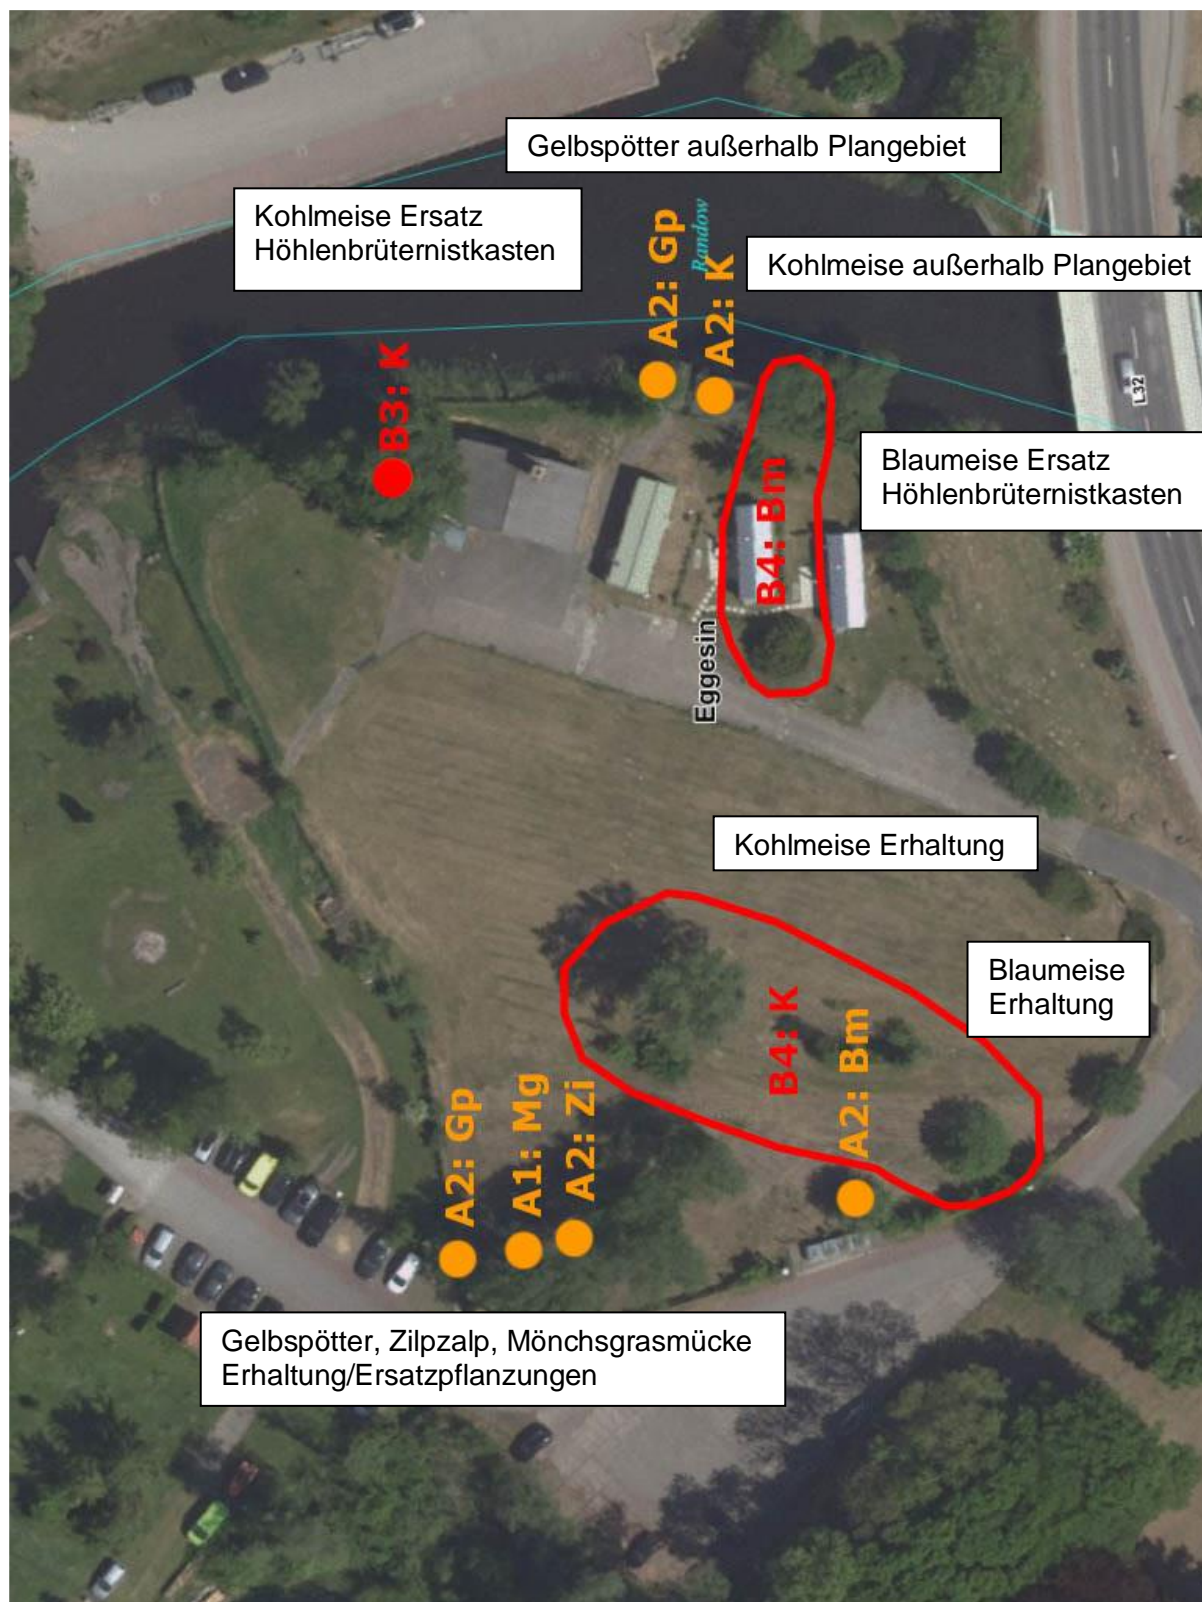 Gelbspötter außerhalb Plangebiet
Kohlmeise Ersatz
Höhlenbrüternistkasten
A2: Gp
Randow
A2: K
Kohlmeise außerhalb Plangebiet
B3: K
L32
Blaumeise Ersatz
Höhlenbrüternistkasten
B4: Bm
Eggesin
Kohlmeise Erhaltung
Blaumeise
Erhaltung
B4: K
A2: Bm
A2: Gp
A1: Mg
A2: Zi
Gelbspötter, Zilpzalp, Mönchsgrasmücke
Erhaltung/Ersatzpflanzungen